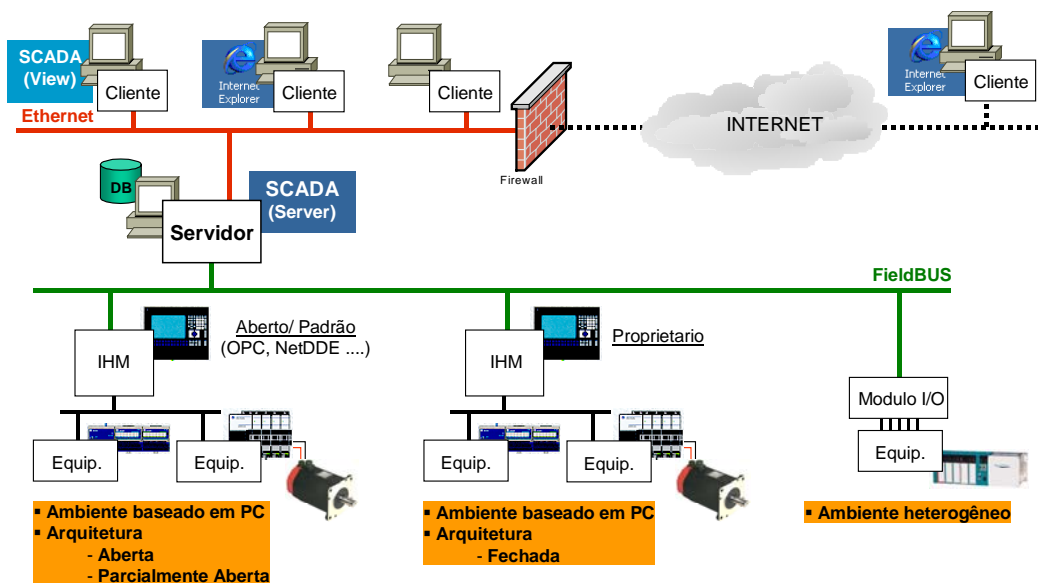 SCADA
(View)
Cliente
Internet
Explorer
Cliente
Cliente
Internet
Explorer
Cliente
Ethernet
INTERNET
Firewall
DB
SCADA
(Server)
Servidor
FieldBUS
IHM
Aberto/ Padrão
(OPC, NetDDE ....)
IHM
Proprietario
Modulo I/O
Equip.
Equip.
Equip.
Equip.
Equip.
▪ Ambiente baseado em PC
▪ Arquitetura
- Aberta
- Parcialmente Aberta
▪ Ambiente baseado em PC
▪ Arquitetura
- Fechada
▪ Ambiente heterogêneo